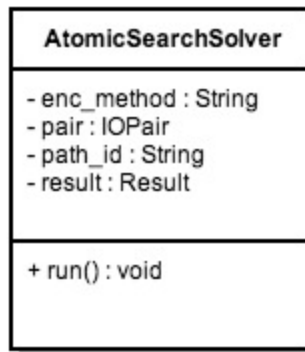 AtomicSearchSolver
- enc_method : String
- pair : IOPair
- path_id : String
- result : Result
+ run() : void